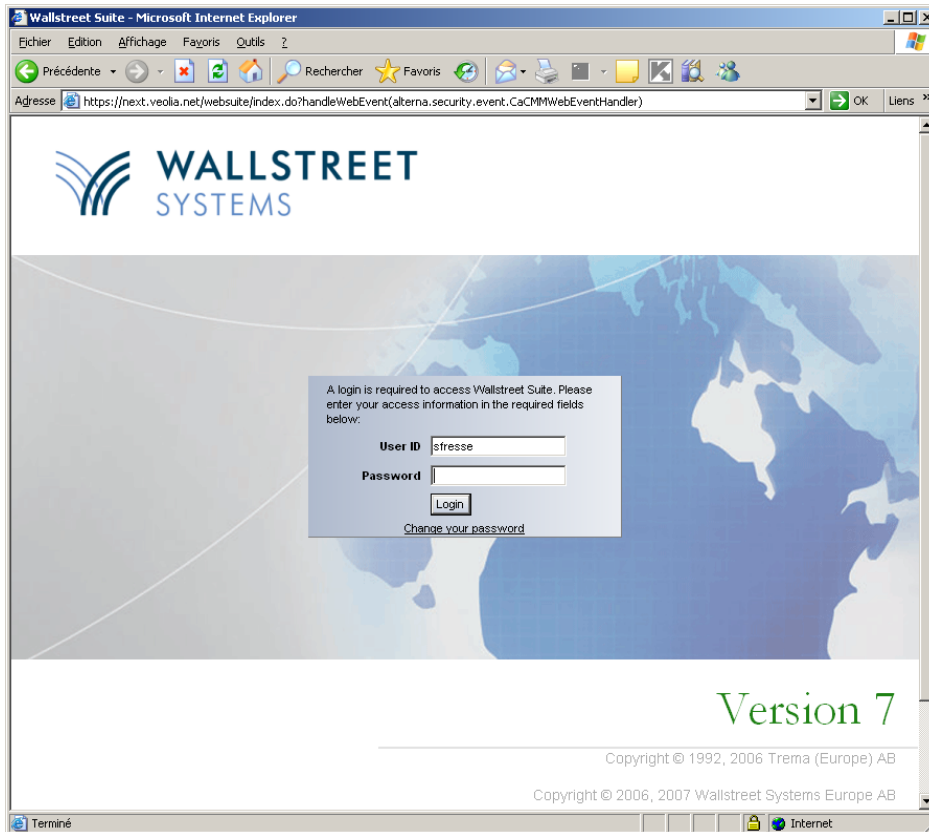 Wallstreet Suite - Microsoft Internet Explorer
Fichier Edition Affichage Favoris Outils ?
Précédente Rechercher Favoris
Adresse https://next.veolia.net/websuite/index.do?handleWebEvent(alterna.security.event.CaCMMWebEventHandler) OK Liens »
WALLSTREET
SYSTEMS
A login is required to access Wallstreet Suite. Please
enter your access information in the required fields
below:
User ID sfresse
Password
Login
Change your password
Version 7
Copyright © 1992, 2006 Trema (Europe) AB
Copyright © 2006, 2007 Wallstreet Systems Europe AB
Terminé Internet